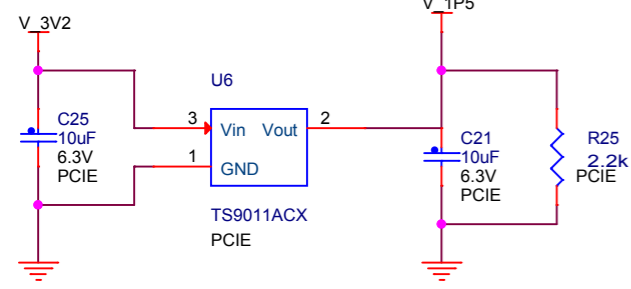 V_3V2
V_1P5
U6
C25
10uF
6.3V
PCIE
3
Vin
Vout
2
1
GND
TS9011ACX
PCIE
C21
10uF
6.3V
PCIE
R25
2.2k
PCIE